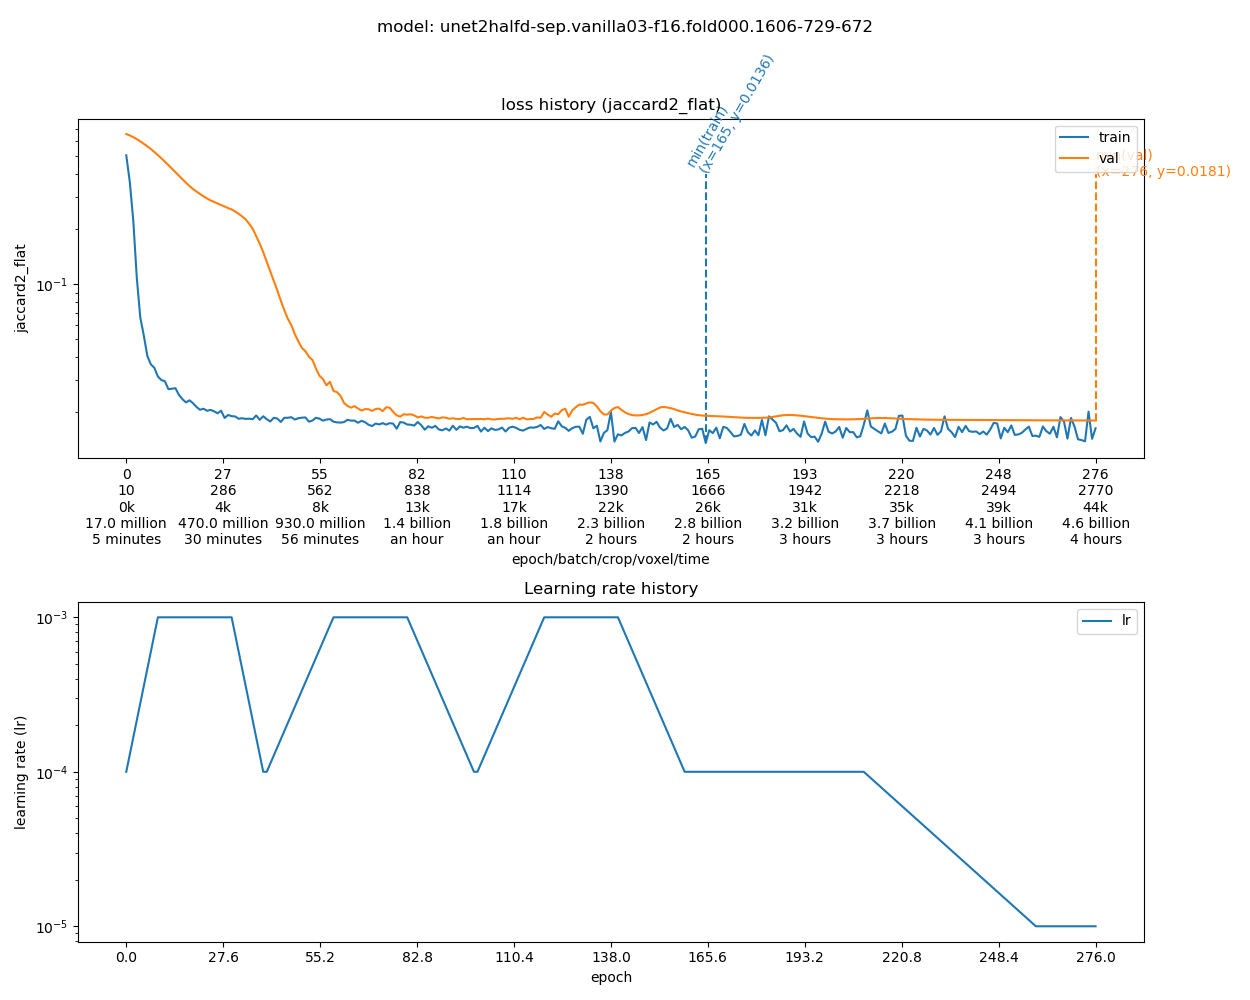 model: unet2halfd-sep.vanilla03-f16.fold000.1606-729-672
min(train)
(x=165, y=0.0136)
loss history (jaccard2_flat)
train
val
min(val)
(x=276, y=0.0181)
jaccard2_flat
10⁻¹
0 27 55 82 110 138 165 193 220 248 276
10 286 562 838 1114 1390 1666 1942 2218 2494 2770
0k 4k 8k 13k 17k 22k 26k 31k 35k 39k 44k
17.0 million 470.0 million 930.0 million 1.4 billion 1.8 billion 2.3 billion 2.8 billion 3.2 billion 3.7 billion 4.1 billion 4.6 billion
5 minutes 30 minutes 56 minutes an hour an hour 2 hours 2 hours 3 hours 3 hours 3 hours 4 hours
epoch/batch/crop/voxel/time
Learning rate history
lr
learning rate (lr)
10⁻³
10⁻⁴
10⁻⁵
0.0 27.6 55.2 82.8 110.4 138.0 165.6 193.2 220.8 248.4 276.0
epoch